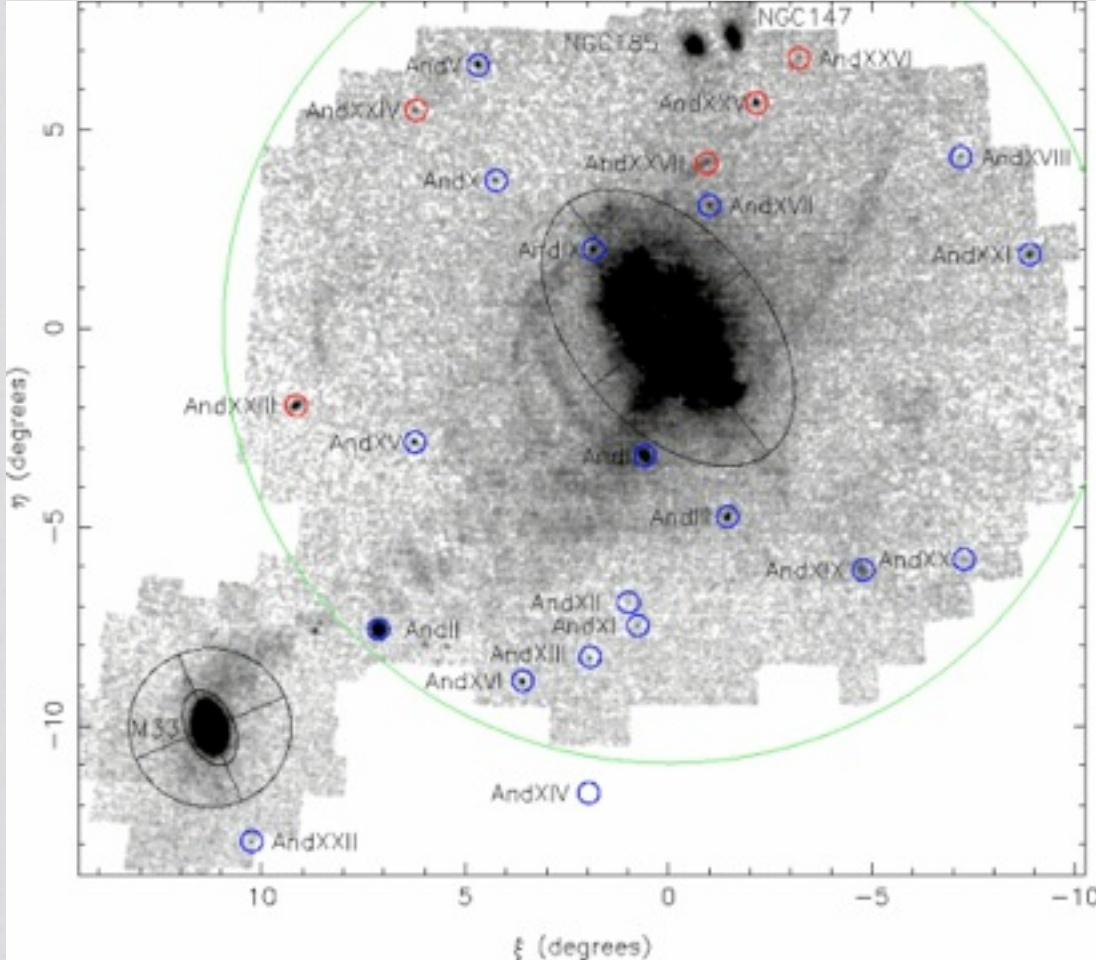 NGC147
NGC185
AndXXVI
AndV
AndXXIV
AndXXV
AndXXVII
AndXVIII
AndX
AndXVII
AndIX
AndXXI
AndXXIII
AndXV
AndI
AndIII
AndXIX
AndXX
AndXII
AndXI
AndII
AndXIII
AndXVI
M33
AndXIV
AndXXII
5
0
−5
−10
η (degrees)
10
5
0
−5
−10
ξ (degrees)